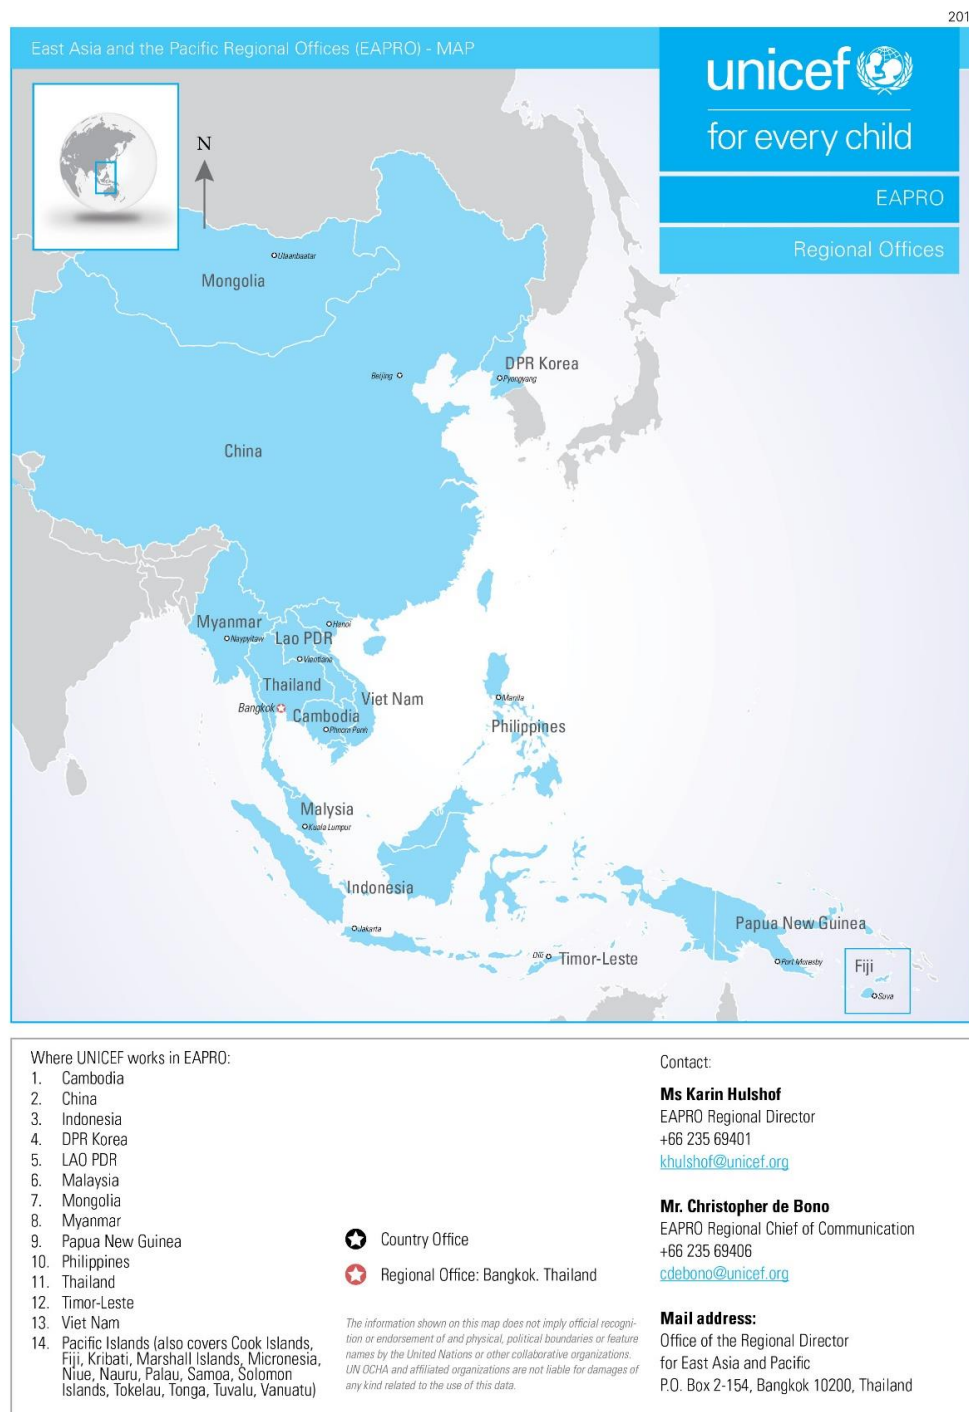 201
East Asia and the Pacific Regional Offices (EAPRO) - MAP
unicef
for every child
EAPRO
Regional Offices
N
Ulaanbaatar
Mongolia
DPR Korea
Beijing
Pyongyang
China
Myanmar
Hanoi
Naypyitaw
Lao PDR
Vientiane
Thailand
Viet Nam
Manila
Bangkok
Cambodia
Phnom Penh
Philippines
Malysia
Kuala Lumpur
Indonesia
Jakarta
Papua New Guinea
Dili
Timor-Leste
Port Moresby
Fiji
Suva
Where UNICEF works in EAPRO:
1. Cambodia
2. China
3. Indonesia
4. DPR Korea
5. LAO PDR
6. Malaysia
7. Mongolia
8. Myanmar
9. Papua New Guinea
10. Philippines
11. Thailand
12. Timor-Leste
13. Viet Nam
14. Pacific Islands (also covers Cook Islands,
Fiji, Kribati, Marshall Islands, Micronesia,
Niue, Nauru, Palau, Samoa, Solomon
Islands, Tokelau, Tonga, Tuvalu, Vanuatu)
Country Office
Regional Office: Bangkok. Thailand
The information shown on this map does not imply official recogni-
tion or endorsement of and physical, political boundaries or feature
names by the United Nations or other collaborative organizations.
UN OCHA and affiliated organizations are not liable for damages of
any kind related to the use of this data.
Contact:
Ms Karin Hulshof
EAPRO Regional Director
+66 235 69401
khulshof@unicef.org
Mr. Christopher de Bono
EAPRO Regional Chief of Communication
+66 235 69406
cdebono@unicef.org
Mail address:
Office of the Regional Director
for East Asia and Pacific
P.O. Box 2-154, Bangkok 10200, Thailand